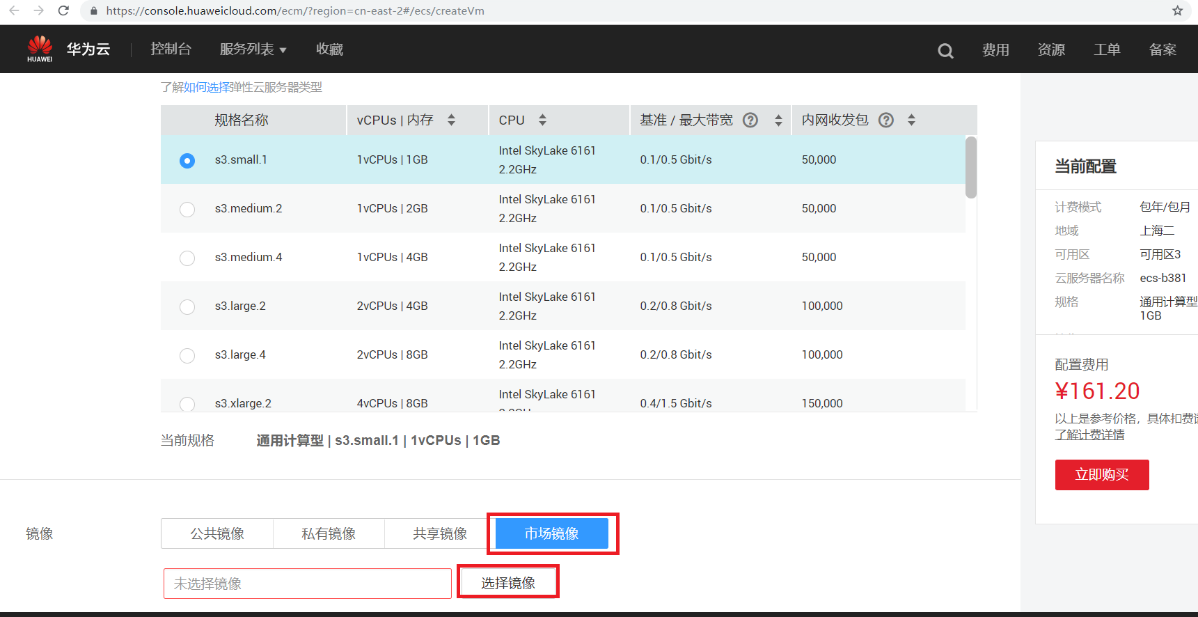 https://console.huaweicloud.com/ecm/?region=cn-east-2#/ecs/createVm
HUAWEI 华为云 控制台 服务列表 收藏 费用 资源 工单 备案
了解如何选择弹性云服务器类型
规格名称 vCPUs | 内存 CPU 基准 / 最大带宽 ? 内网收发包 ?
s3.small.1 1vCPUs | 1GB Intel SkyLake 6161 2.2GHz 0.1/0.5 Gbit/s 50,000
s3.medium.2 1vCPUs | 2GB Intel SkyLake 6161 2.2GHz 0.1/0.5 Gbit/s 50,000
s3.medium.4 1vCPUs | 4GB Intel SkyLake 6161 2.2GHz 0.1/0.5 Gbit/s 50,000
s3.large.2 2vCPUs | 4GB Intel SkyLake 6161 2.2GHz 0.2/0.8 Gbit/s 100,000
s3.large.4 2vCPUs | 8GB Intel SkyLake 6161 2.2GHz 0.2/0.8 Gbit/s 100,000
s3.xlarge.2 4vCPUs | 8GB Intel SkyLake 6161 0.4/1.5 Gbit/s 150,000
当前规格 通用计算型 | s3.small.1 | 1vCPUs | 1GB
镜像 公共镜像 私有镜像 共享镜像 市场镜像
未选择镜像 选择镜像
当前配置
计费模式 包年/包月
地域 上海二
可用区 可用区3
云服务器名称 ecs-b381
规格 通用计算型
1GB
配置费用
¥161.20
以上是参考价格，具体扣费
了解计费详情
立即购买